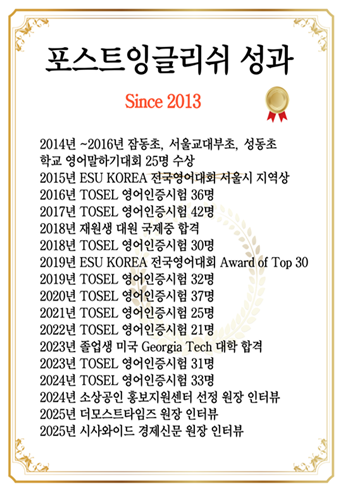 포스트잉글리쉬 성과
Since 2013
2014년 ~2016년 잠동초, 서울교대부초, 성동초
학교 영어말하기대회 25명 수상
2015년 ESU KOREA 전국영어대회 서울시 지역상
2016년 TOSEL 영어인증시험 36명
2017년 TOSEL 영어인증시험 42명
2018년 재원생 대원 국제중 합격
2018년 TOSEL 영어인증시험 30명
2019년 ESU KOREA 전국영어대회 Award of Top 30
2019년 TOSEL 영어인증시험 32명
2020년 TOSEL 영어인증시험 37명
2021년 TOSEL 영어인증시험 25명
2022년 TOSEL 영어인증시험 21명
2023년 졸업생 미국 Georgia Tech 대학 합격
2023년 TOSEL 영어인증시험 31명
2024년 TOSEL 영어인증시험 33명
2024년 소상공인 홍보지원센터 선정 원장 인터뷰
2025년 더모스트타임즈 원장 인터뷰
2025년 시사와이드 경제신문 원장 인터뷰